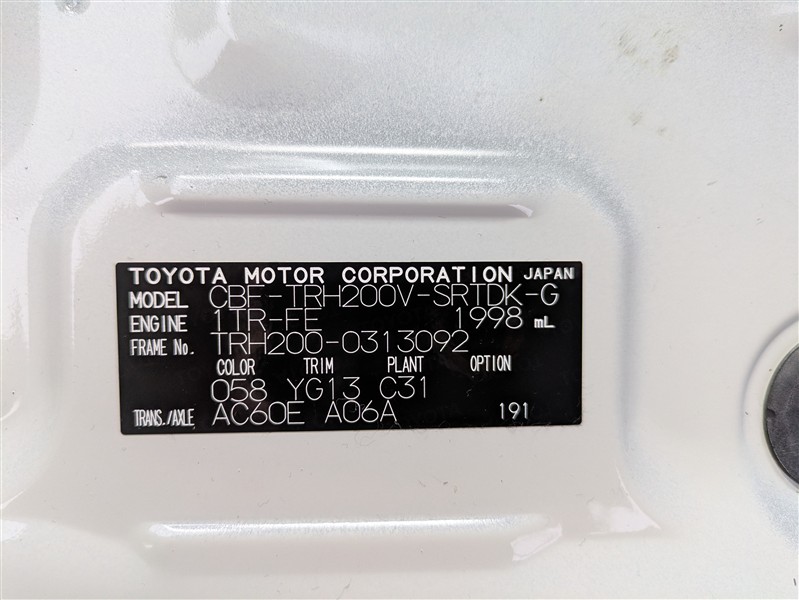 TOYOTA MOTOR CORPORATION JAPAN
MODEL CBF-TRH200V-SRTDK-G
ENGINE 1TR-FE 1998 mL
FRAME No. TRH200-0313092
COLOR TRIM PLANT OPTION
058 YG13 C31
TRANS./AXLE AC60E A06A 191